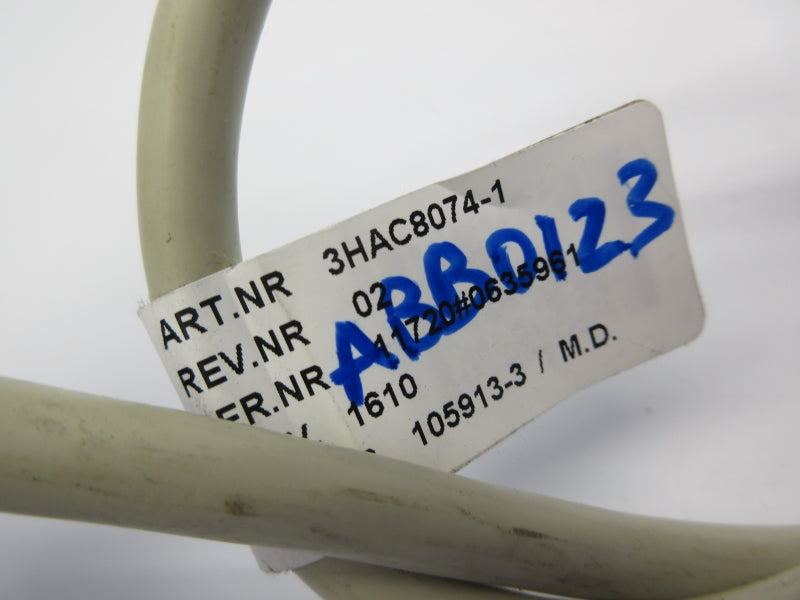 ART.NR 3HAC8074-1
REV.NR 02
ER.NR 11720#0635961
V. 1610
105913-3 / M.D.
ABB0123